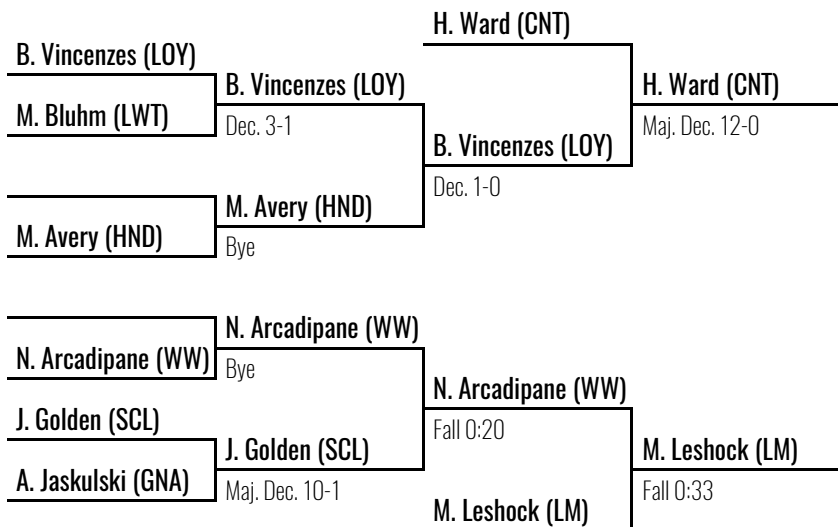 H. Ward (CNT)
B. Vincenzes (LOY)
B. Vincenzes (LOY)
H. Ward (CNT)
M. Bluhm (LWT)
Dec. 3-1
Maj. Dec. 12-0
B. Vincenzes (LOY)
Dec. 1-0
M. Avery (HND)
M. Avery (HND)
Bye
N. Arcadipane (WW)
N. Arcadipane (WW)
Bye
N. Arcadipane (WW)
J. Golden (SCL)
Fall 0:20
J. Golden (SCL)
M. Leshock (LM)
A. Jaskulski (GNA)
Maj. Dec. 10-1
Fall 0:33
M. Leshock (LM)